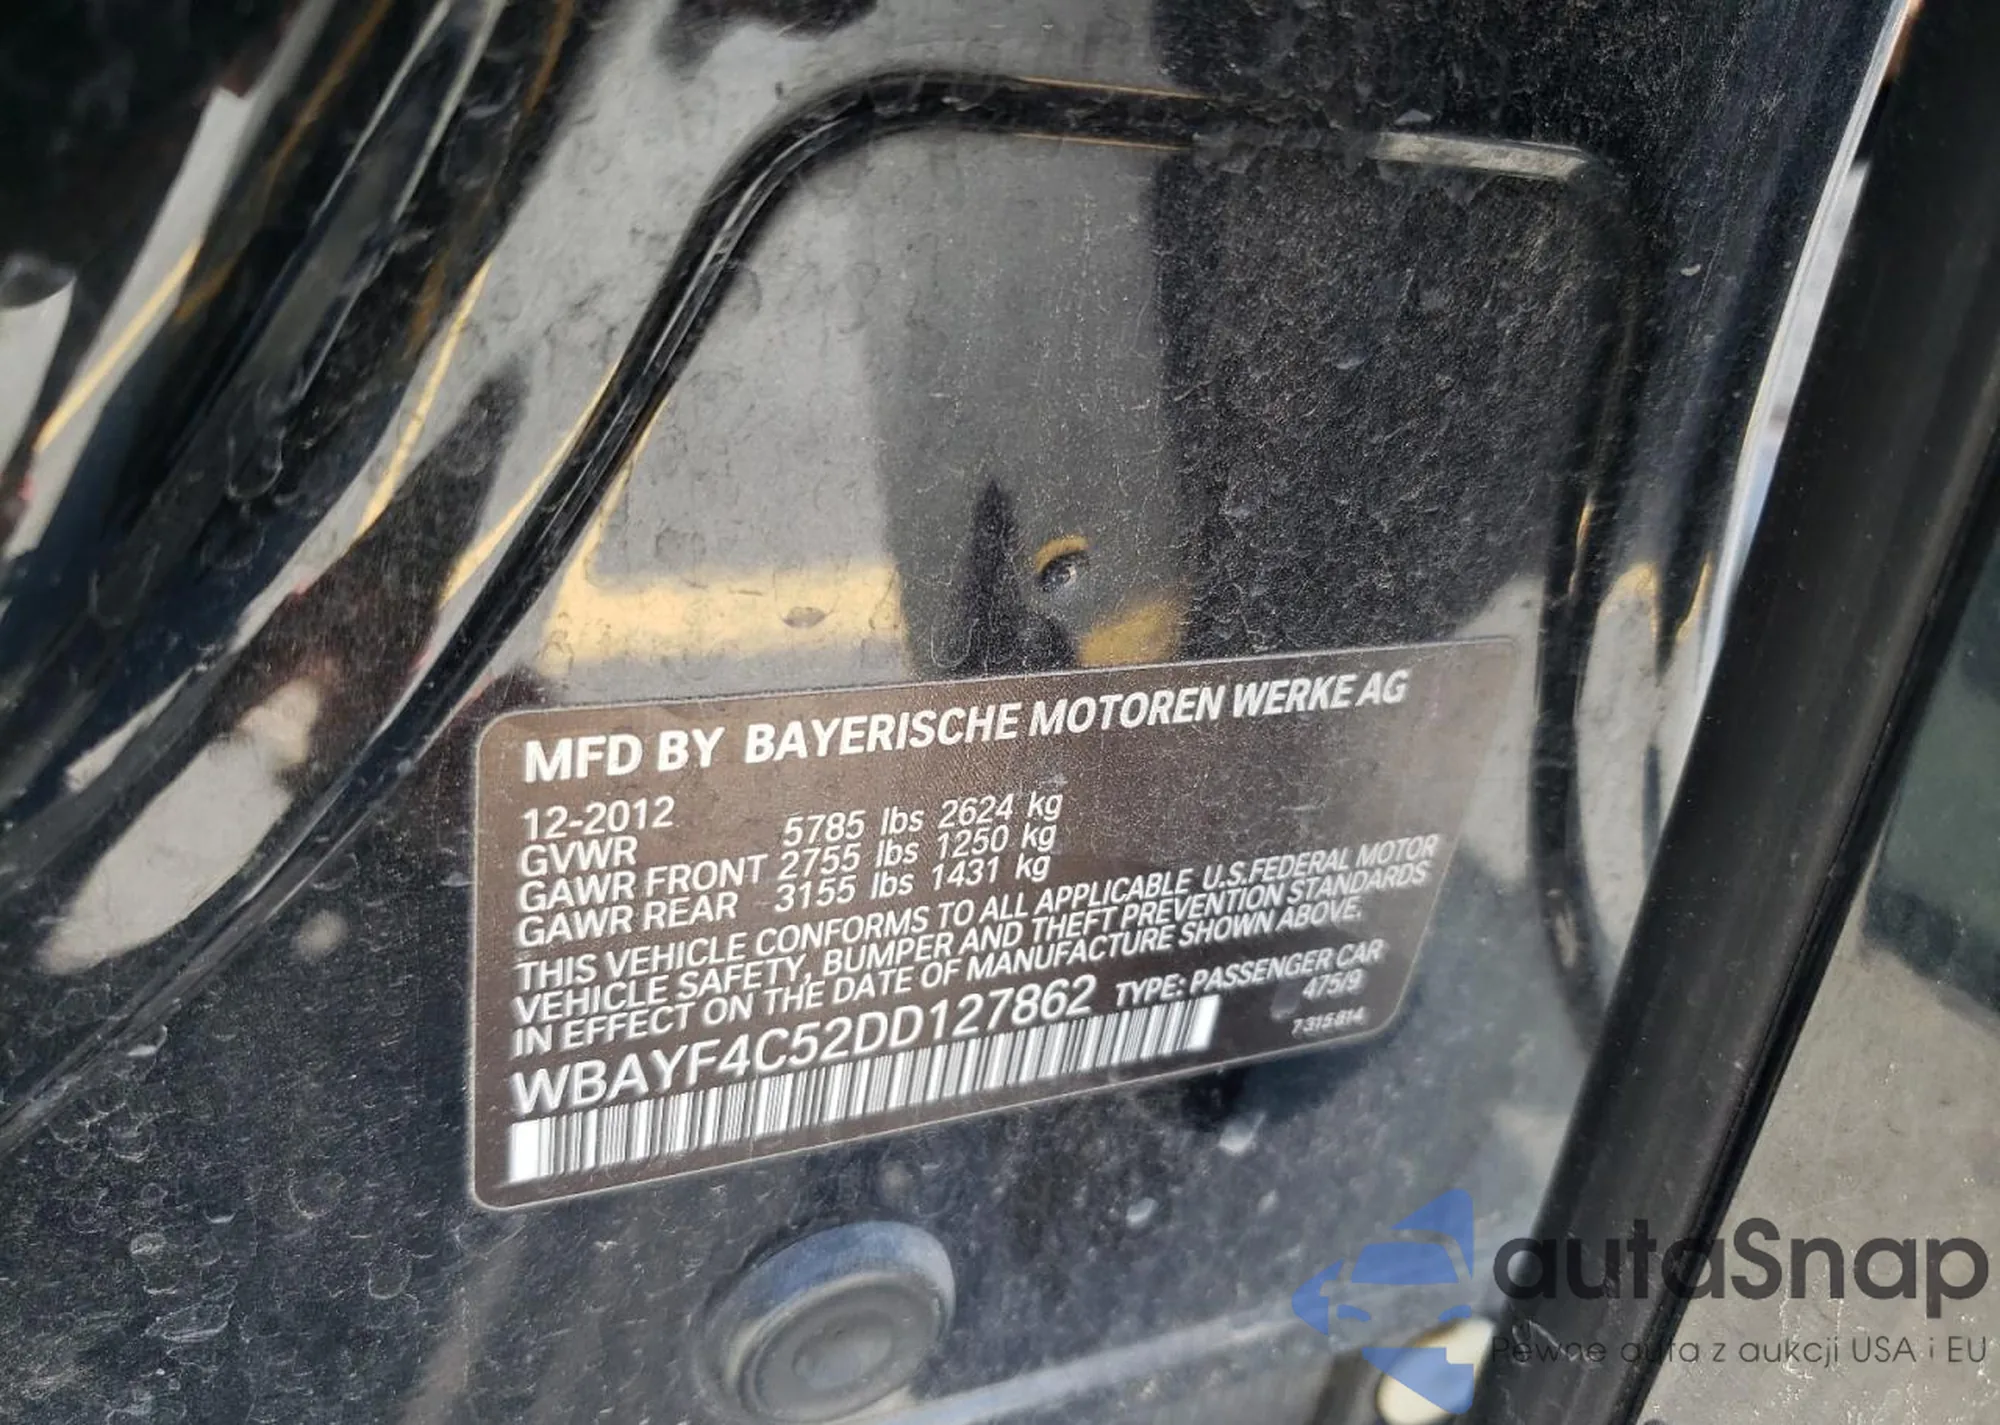 MFD BY BAYERISCHE MOTOREN WERKE AG
12-2012
GVWR 5785 lbs 2624 kg
GAWR FRONT 2755 lbs 1250 kg
GAWR REAR 3155 lbs 1431 kg
THIS VEHICLE CONFORMS TO ALL APPLICABLE U.S.FEDERAL MOTOR
VEHICLE SAFETY, BUMPER AND THEFT PREVENTION STANDARDS
IN EFFECT ON THE DATE OF MANUFACTURE SHOWN ABOVE.
WBAYF4C52DD127862 TYPE: PASSENGER CAR
475/9
7 315 814
autaSnap
Pewne auta z aukcji USA i EU